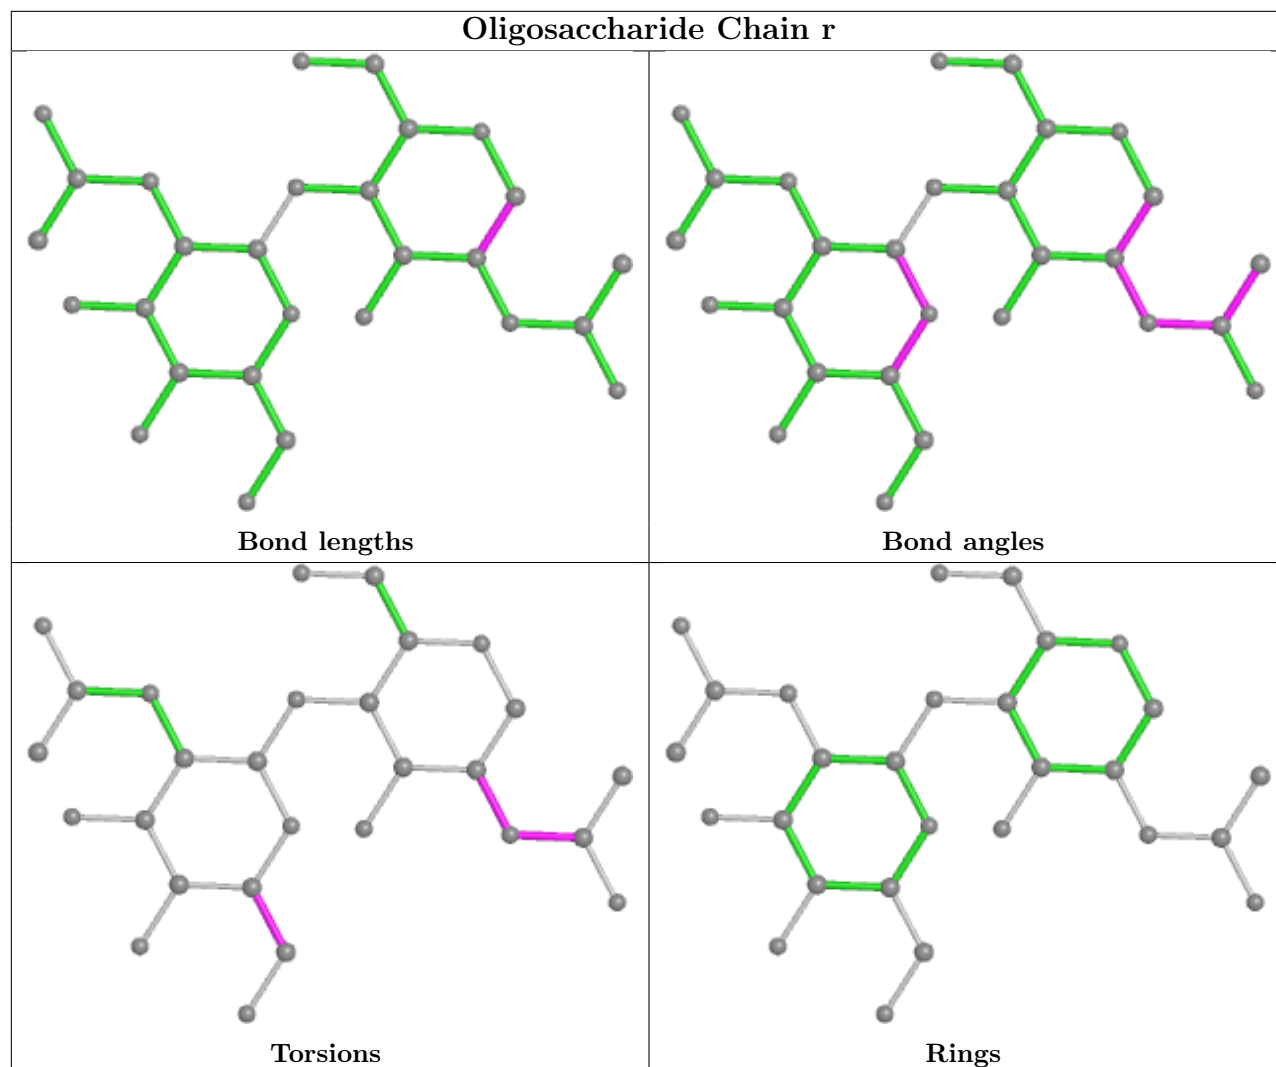 Oligosaccharide Chain r
Bond lengths
Bond angles
Torsions
Rings